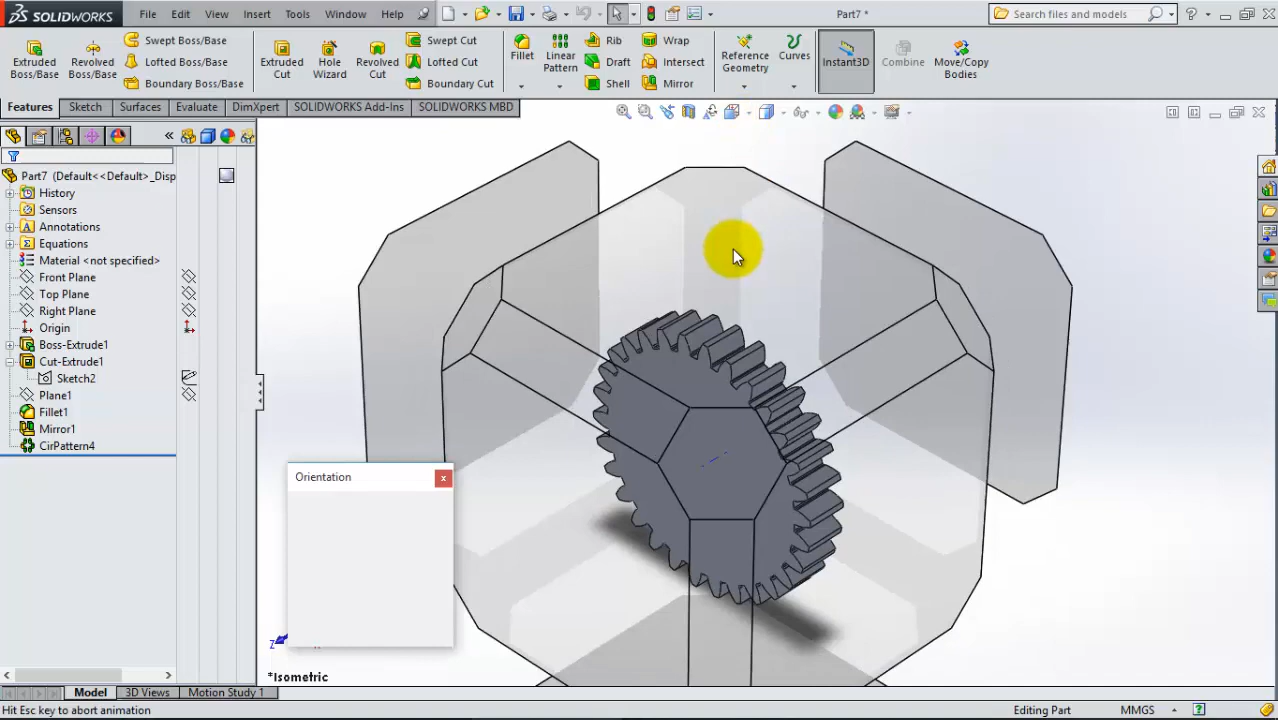 SOLIDWORKS File Edit View Insert Tools Window Help Part7 * Search files and models
Extruded Boss/Base
Revolved Boss/Base
Swept Boss/Base
Lofted Boss/Base
Boundary Boss/Base
Extruded Cut
Hole Wizard
Revolved Cut
Swept Cut
Lofted Cut
Boundary Cut
Fillet
Linear Pattern
Rib
Draft
Shell
Wrap
Intersect
Mirror
Reference Geometry
Curves
Instant3D
Combine
Move/Copy Bodies
Features Sketch Surfaces Evaluate DimXpert SOLIDWORKS Add-Ins SOLIDWORKS MBD
Part7 (Default<<Default>_Disp
History
Sensors
Annotations
Equations
Material <not specified>
Front Plane
Top Plane
Right Plane
Origin
Boss-Extrude1
Cut-Extrude1
Sketch2
Plane1
Fillet1
Mirror1
CirPattern4
Orientation
Z
*Isometric
Model 3D Views Motion Study 1
Hit Esc key to abort animation Editing Part MMGS